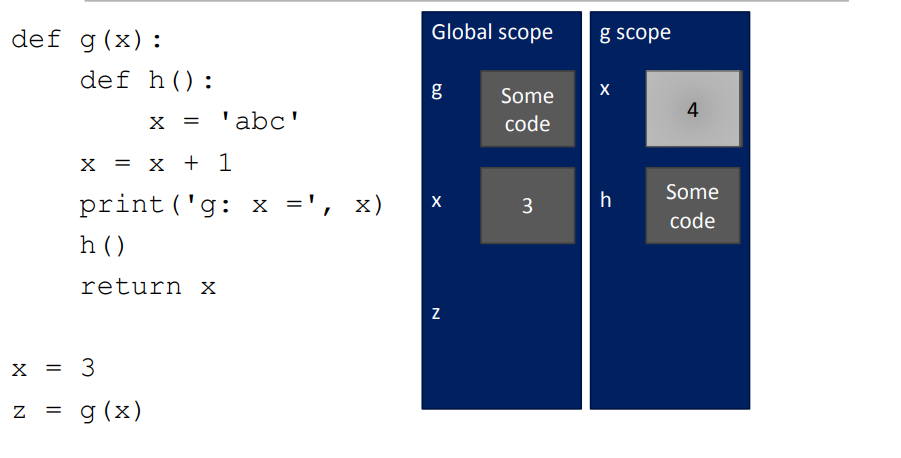 def g(x):
    def h():
        x = 'abc'
    x = x + 1
    print('g: x =', x)
    h()
    return x
x = 3
z = g(x)
Global scope
g
Some
code
x
3
z
g scope
x
4
h
Some
code